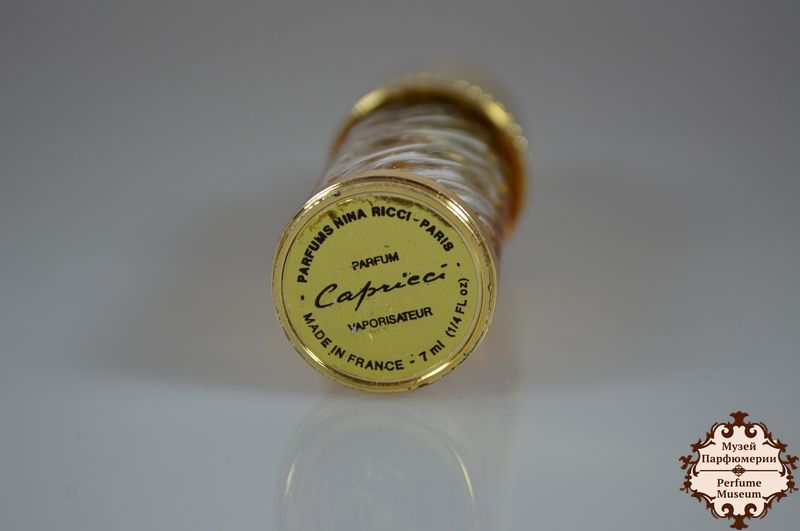 · PARFUMS NINA RICCI - PARIS ·
PARFUM
Capricci
VAPORISATEUR
MADE IN FRANCE - 7 ml (1/4 FL oz)
Музей
Парфюмерии
Perfume
Museum